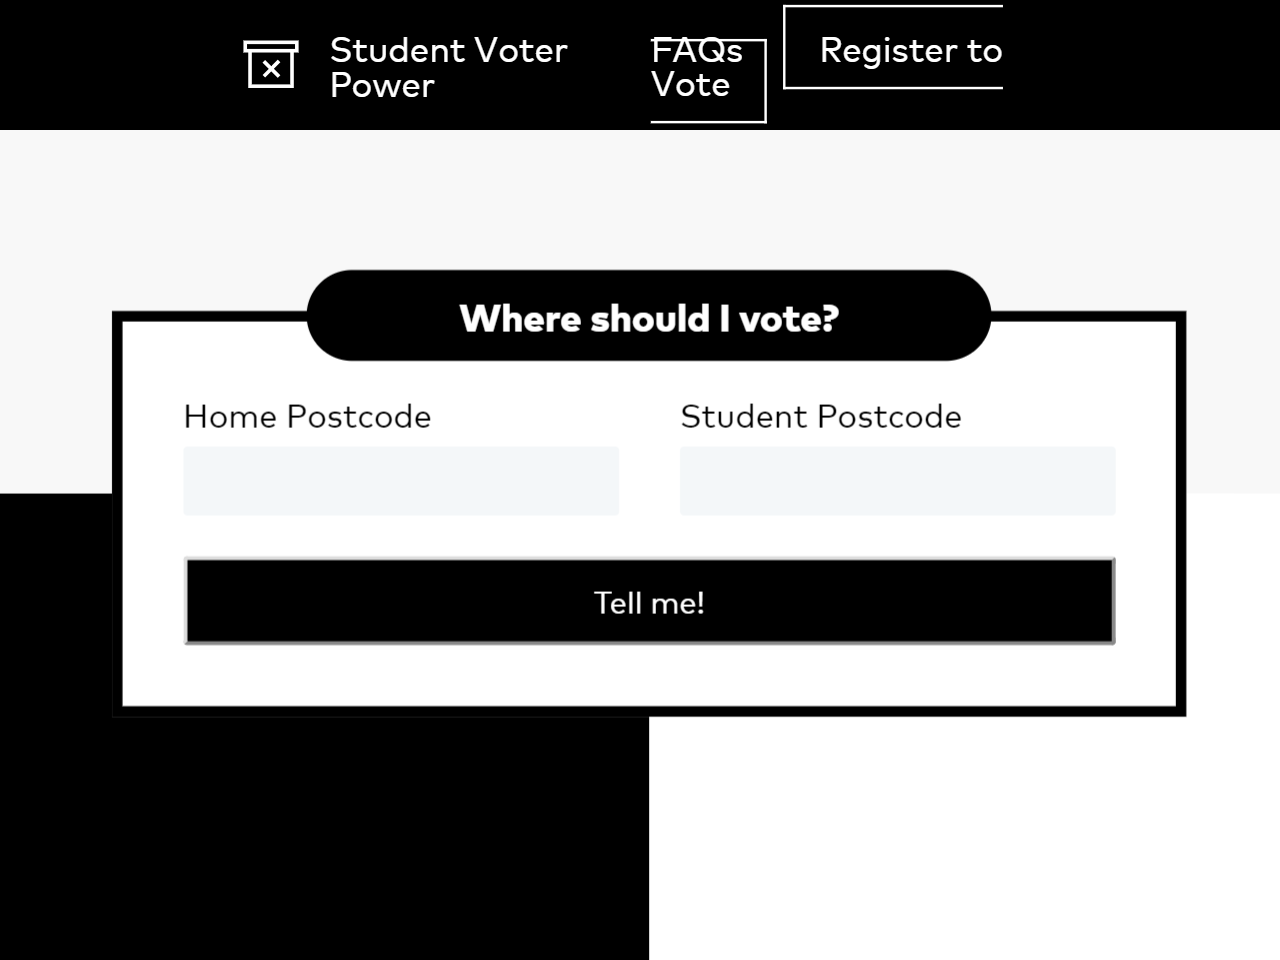 Student Voter
Power
FAQs
Register to
Vote
Where should I vote?
Home Postcode
Student Postcode
Tell me!